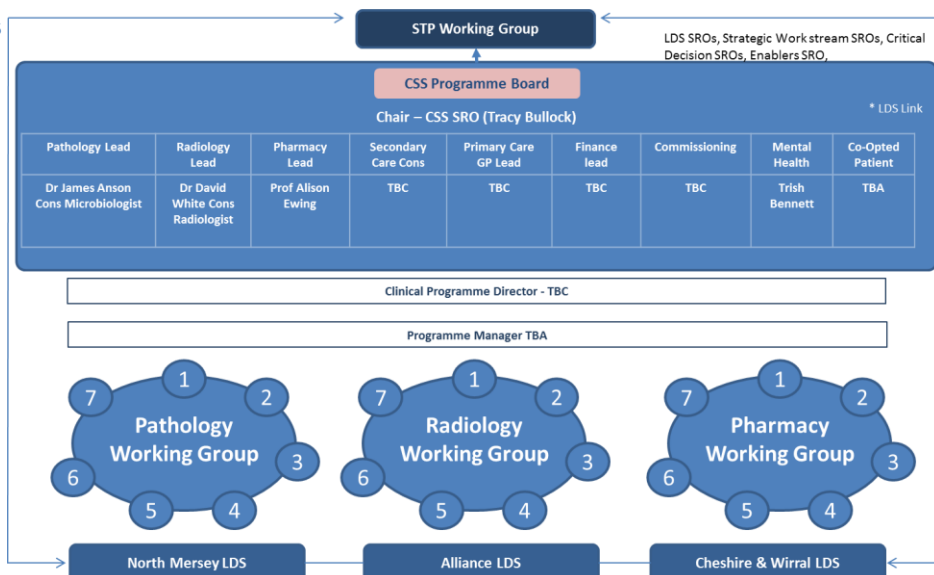 STP Working Group
LDS SROs, Strategic Work stream SROs, Critical
Decision SROs, Enablers SRO,
CSS Programme Board
Chair – CSS SRO (Tracy Bullock)
* LDS Link
Pathology Lead
Radiology
Lead
Pharmacy
Lead
Secondary
Care Cons
Primary Care
GP Lead
Finance
lead
Commissioning
Mental
Health
Co-Opted
Patient
Dr James Anson
Cons Microbiologist
Dr David
White Cons
Radiologist
Prof Alison
Ewing
TBC
TBC
TBC
TBC
Trish
Bennett
TBA
Clinical Programme Director - TBC
Programme Manager TBA
1
2
3
4
5
6
7
Pathology
Working Group
1
2
3
4
5
6
7
Radiology
Working Group
1
2
3
4
5
6
7
Pharmacy
Working Group
North Mersey LDS
Alliance LDS
Cheshire & Wirral LDS